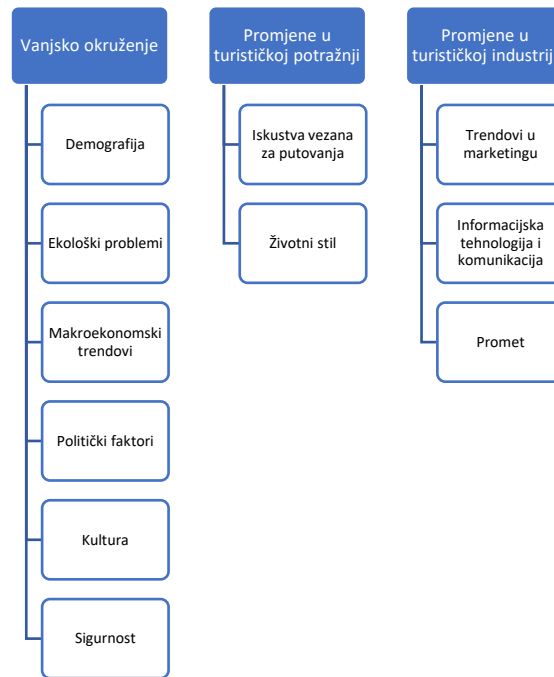 Vanjsko okruženje
Demografija
Ekološki problemi
Makroekonomski
trendovi
Politički faktori
Kultura
Sigurnost
Promjene u
turističkoj potražnji
Iskustva vezana
za putovanja
Životni stil
Promjene u
turističkoj industrij
Trendovi u
marketingu
Informacijska
tehnologija i
komunikacija
Promet